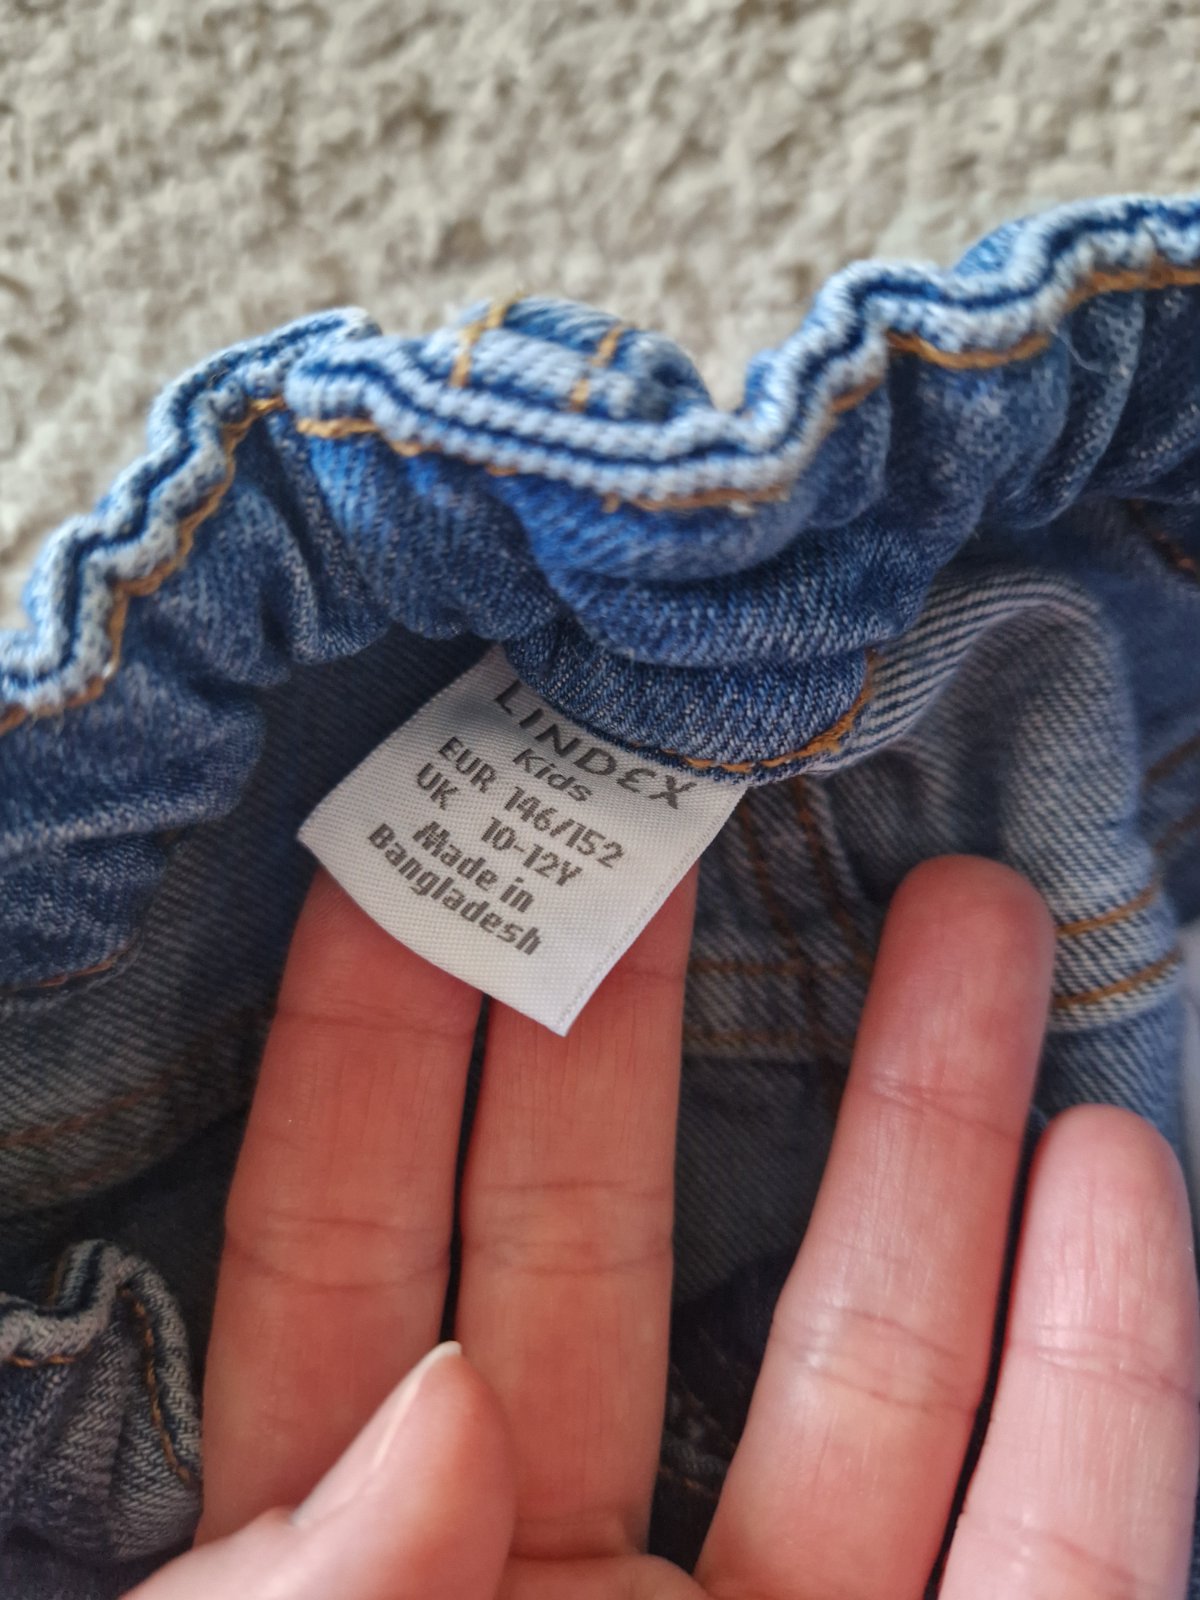 LINDEX
Kids
EUR 146/152
UK 10-12Y
Made in
Bangladesh